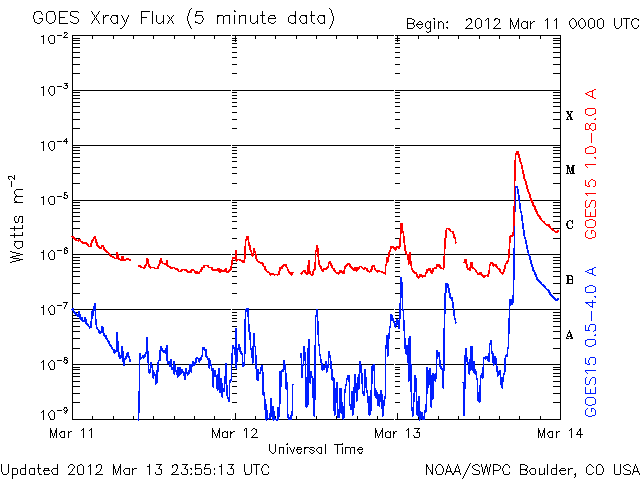 GOES Xray Flux (5 minute data)
Begin: 2012 Mar 11 0000 UTC
10-2
10-3
10-4
10-5
10-6
10-7
10-8
10-9
Watts m-2
X
M
C
B
A
GOES15 1.0-8.0 A
GOES15 0.5-4.0 A
Mar 11
Mar 12
Mar 13
Mar 14
Universal Time
Updated 2012 Mar 13 23:55:13 UTC
NOAA/SWPC Boulder, CO USA